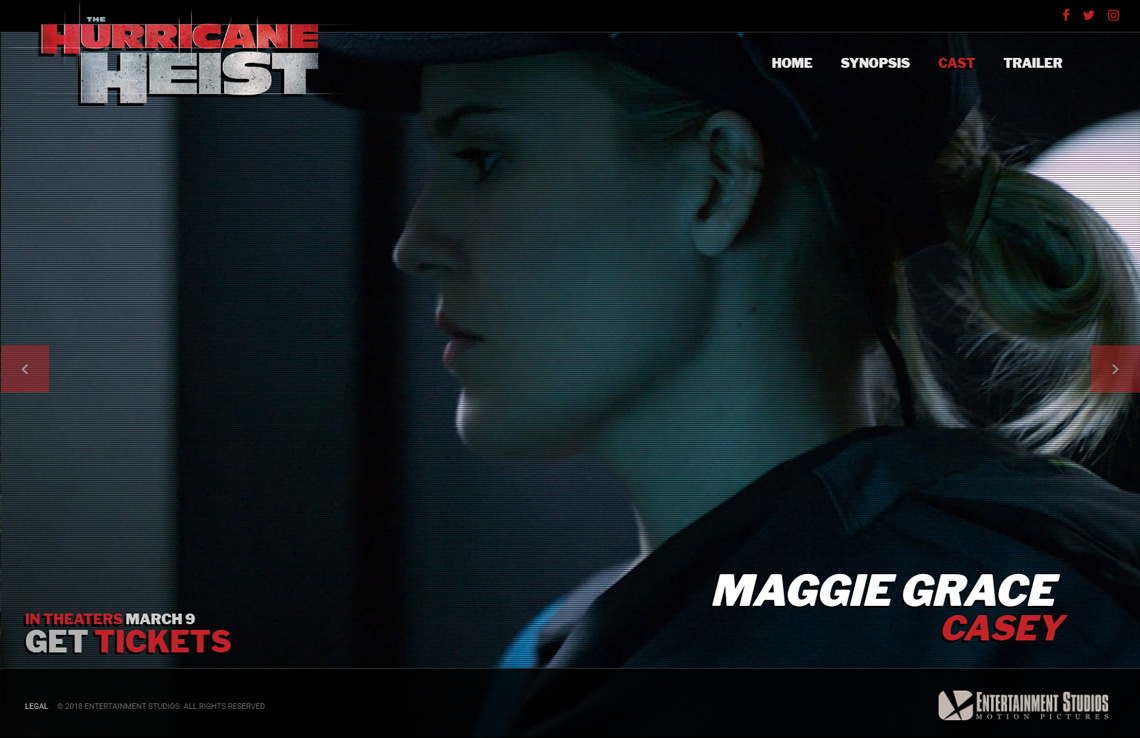 THE
HURRICANE
HEIST
HOME SYNOPSIS CAST TRAILER
MAGGIE GRACE
CASEY
IN THEATERS MARCH 9
GET TICKETS
LEGAL © 2018 ENTERTAINMENT STUDIOS. ALL RIGHTS RESERVED
ENTERTAINMENT STUDIOS
MOTION PICTURES